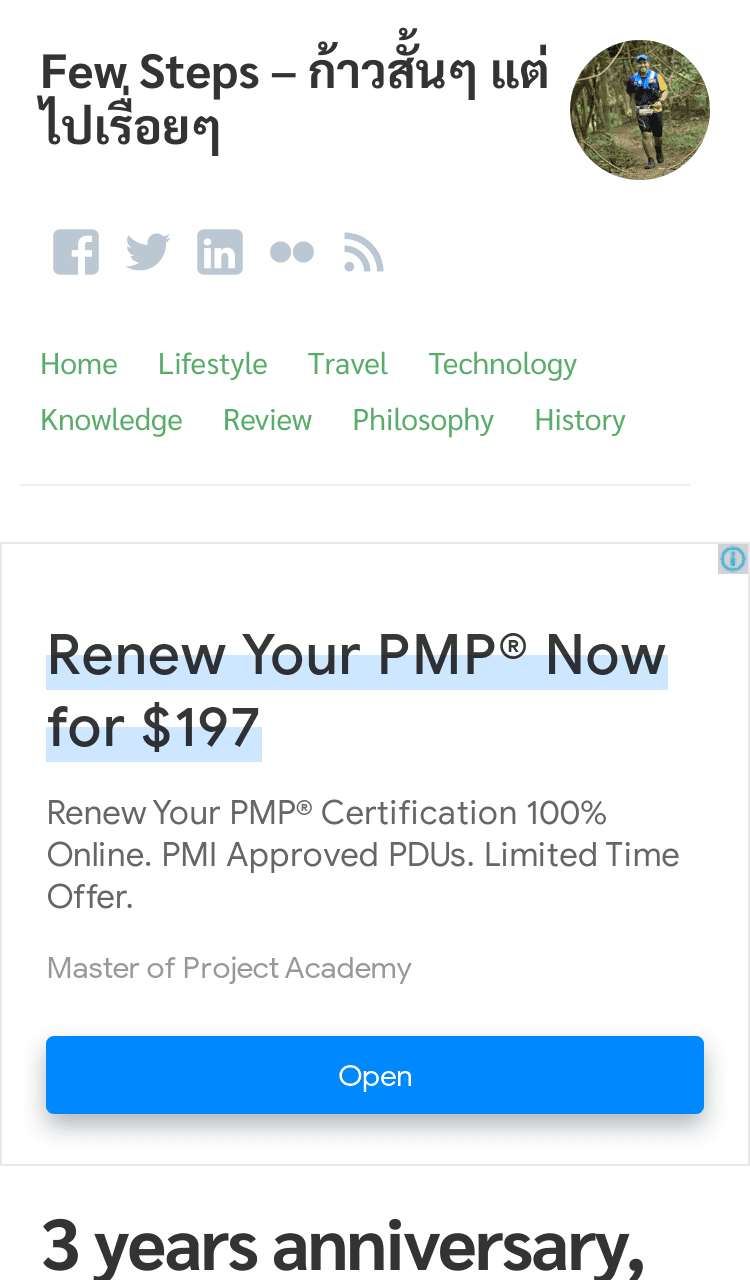 Few Steps – ก้าวสั้นๆ แต่
ไปเรื่อยๆ
Home Lifestyle Travel Technology
Knowledge Review Philosophy History
Renew Your PMP® Now
for $197
Renew Your PMP® Certification 100%
Online. PMI Approved PDUs. Limited Time
Offer.
Master of Project Academy
Open
3 years anniversary,